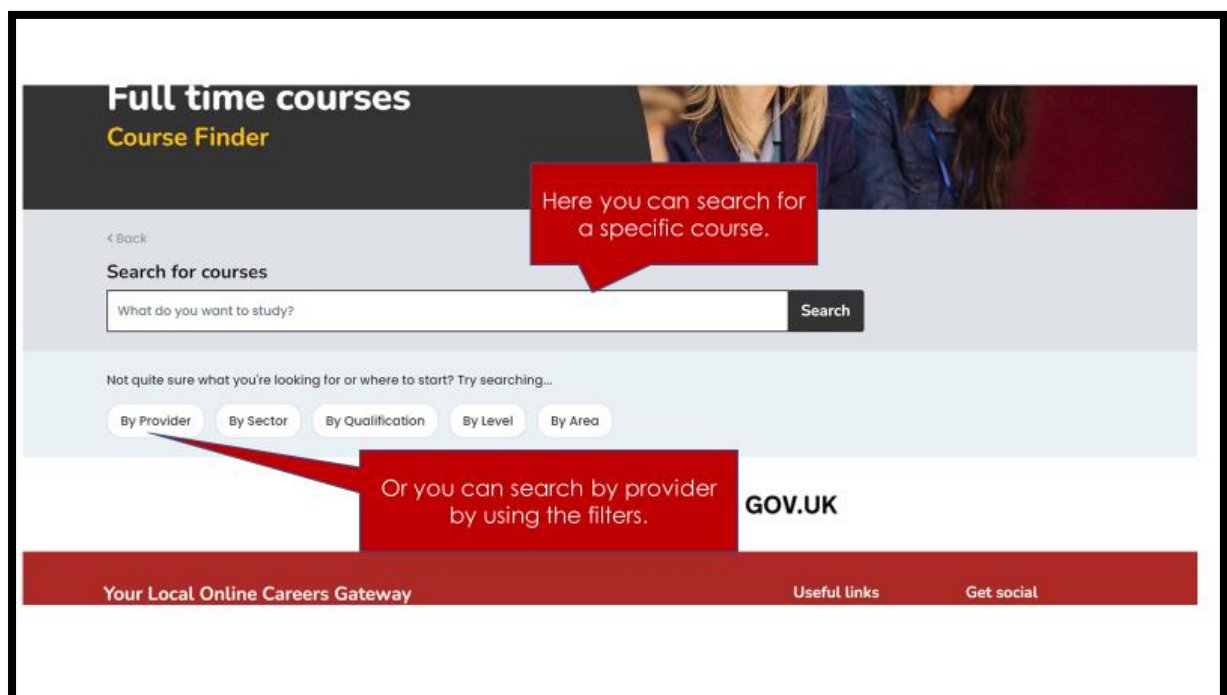 Full time courses
Course Finder
Here you can search for
a specific course.
< Back
Search for courses
What do you want to study?
Search
Not quite sure what you're looking for or where to start? Try searching...
By Provider By Sector By Qualification By Level By Area
Or you can search by provider
by using the filters.
GOV.UK
Your Local Online Careers Gateway
Useful links
Get social